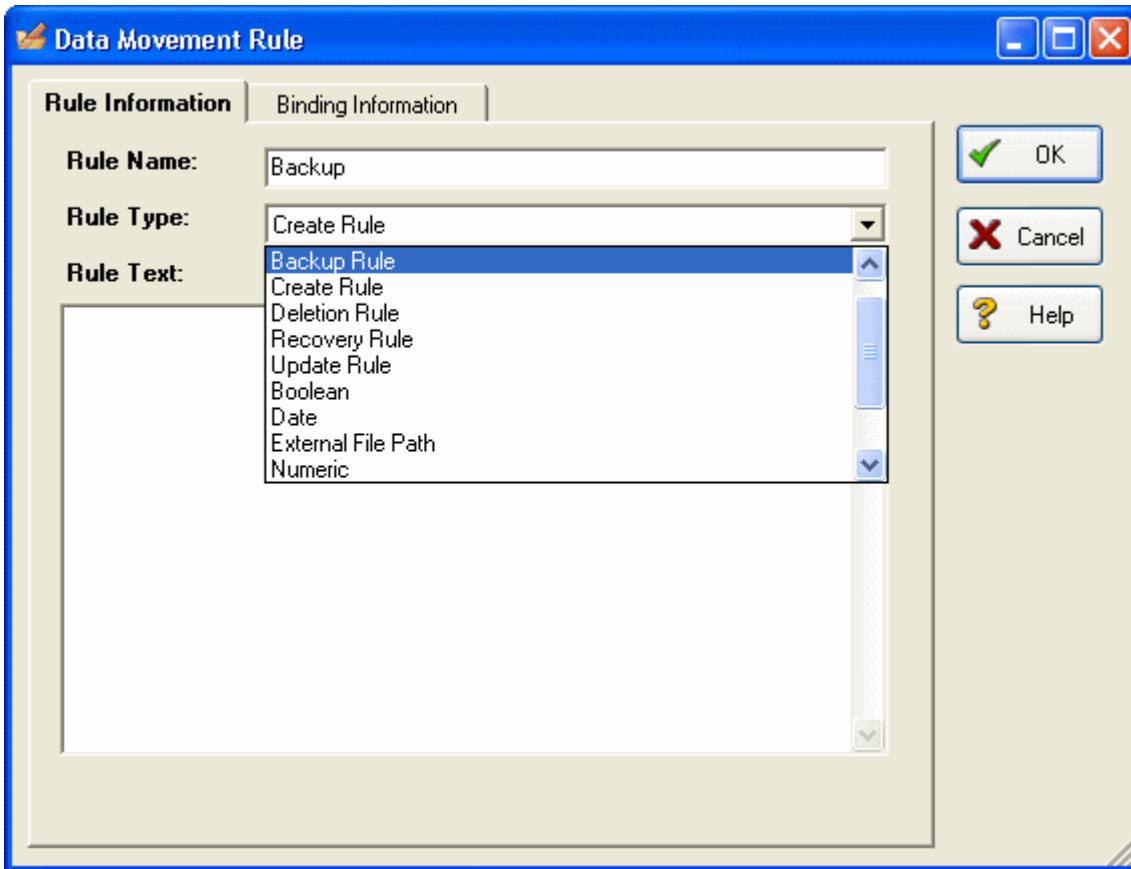 Data Movement Rule
Rule Information
Binding Information
Rule Name:
Backup
OK
Rule Type:
Create Rule
Cancel
Rule Text:
Backup Rule
Create Rule
Deletion Rule
Recovery Rule
Update Rule
Boolean
Date
External File Path
Numeric
Help